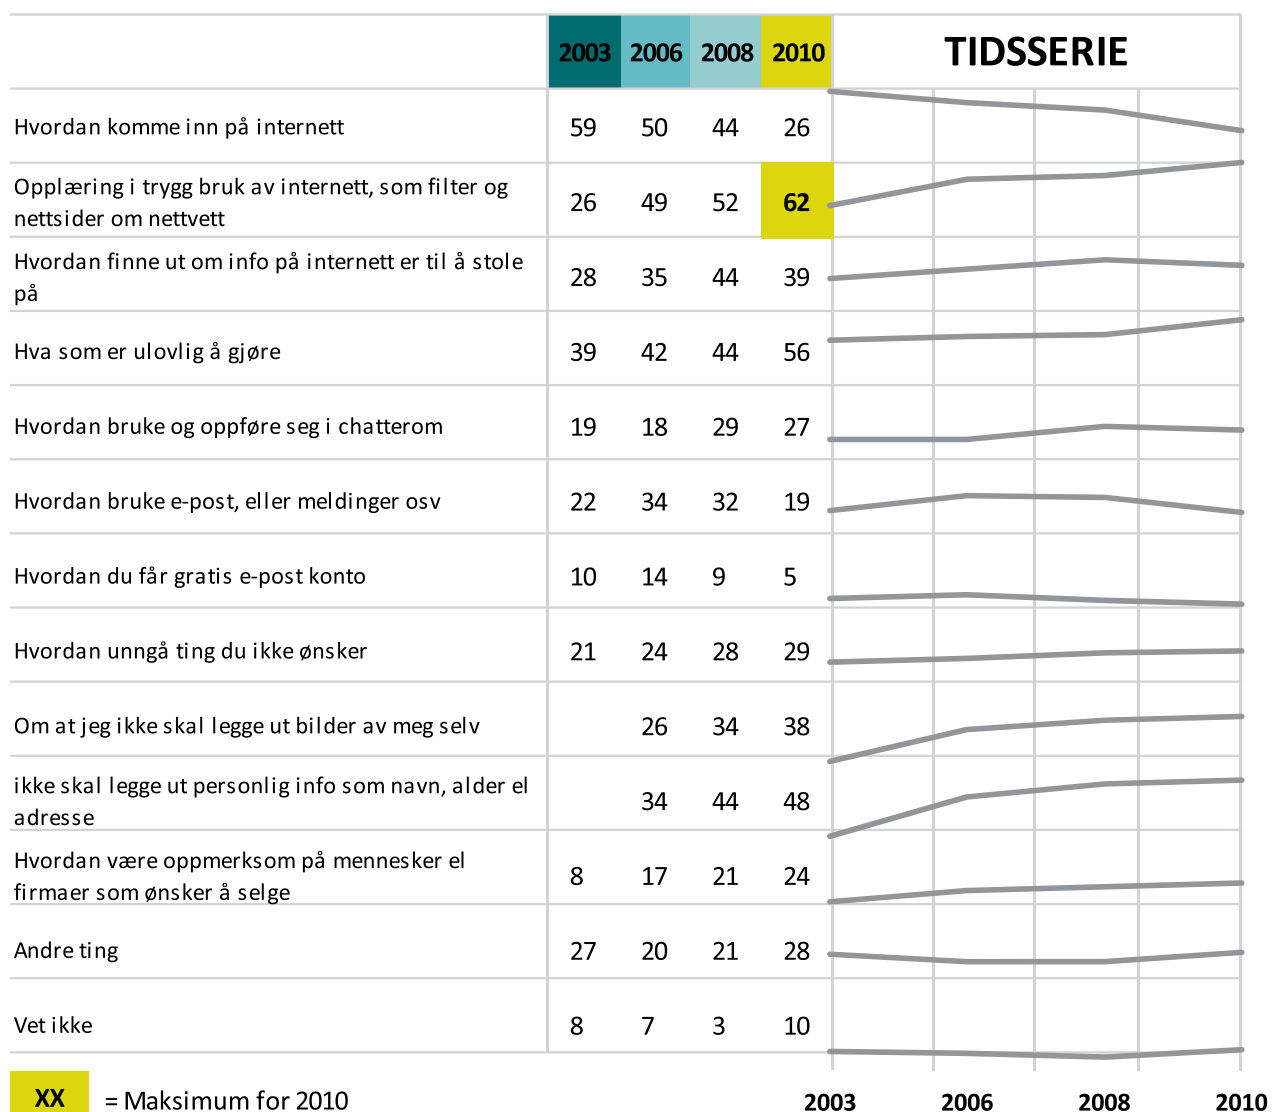 2003 2006 2008 2010 TIDSSERIE
Hvordan komme inn på internett 59 50 44 26
Opplæring i trygg bruk av internett, som filter og
nettsider om nettvett 26 49 52 62
Hvordan finne ut om info på internett er til å stole
på 28 35 44 39
Hva som er ulovlig å gjøre 39 42 44 56
Hvordan bruke og oppføre seg i chatterom 19 18 29 27
Hvordan bruke e-post, eller meldinger osv 22 34 32 19
Hvordan du får gratis e-post konto 10 14 9 5
Hvordan unngå ting du ikke ønsker 21 24 28 29
Om at jeg ikke skal legge ut bilder av meg selv 26 34 38
ikke skal legge ut personlig info som navn, alder el
adresse 34 44 48
Hvordan være oppmerksom på mennesker el
firmaer som ønsker å selge 8 17 21 24
Andre ting 27 20 21 28
Vet ikke 8 7 3 10
XX = Maksimum for 2010
2003 2006 2008 2010